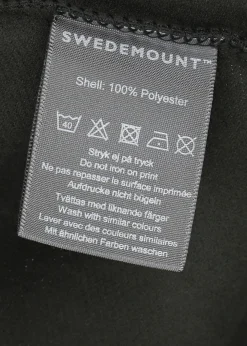 SWEDEMOUNT™
Shell: 100% Polyester
40
Stryk ej på tryck
Do not iron on print
Ne pas repasser le surface imprimée
Aufdrucke nicht bügeln
Tvättas med liknande färger
Wash with similar colours
Laver avec des couleurs similaires
Mit ähnlichen Farben waschen